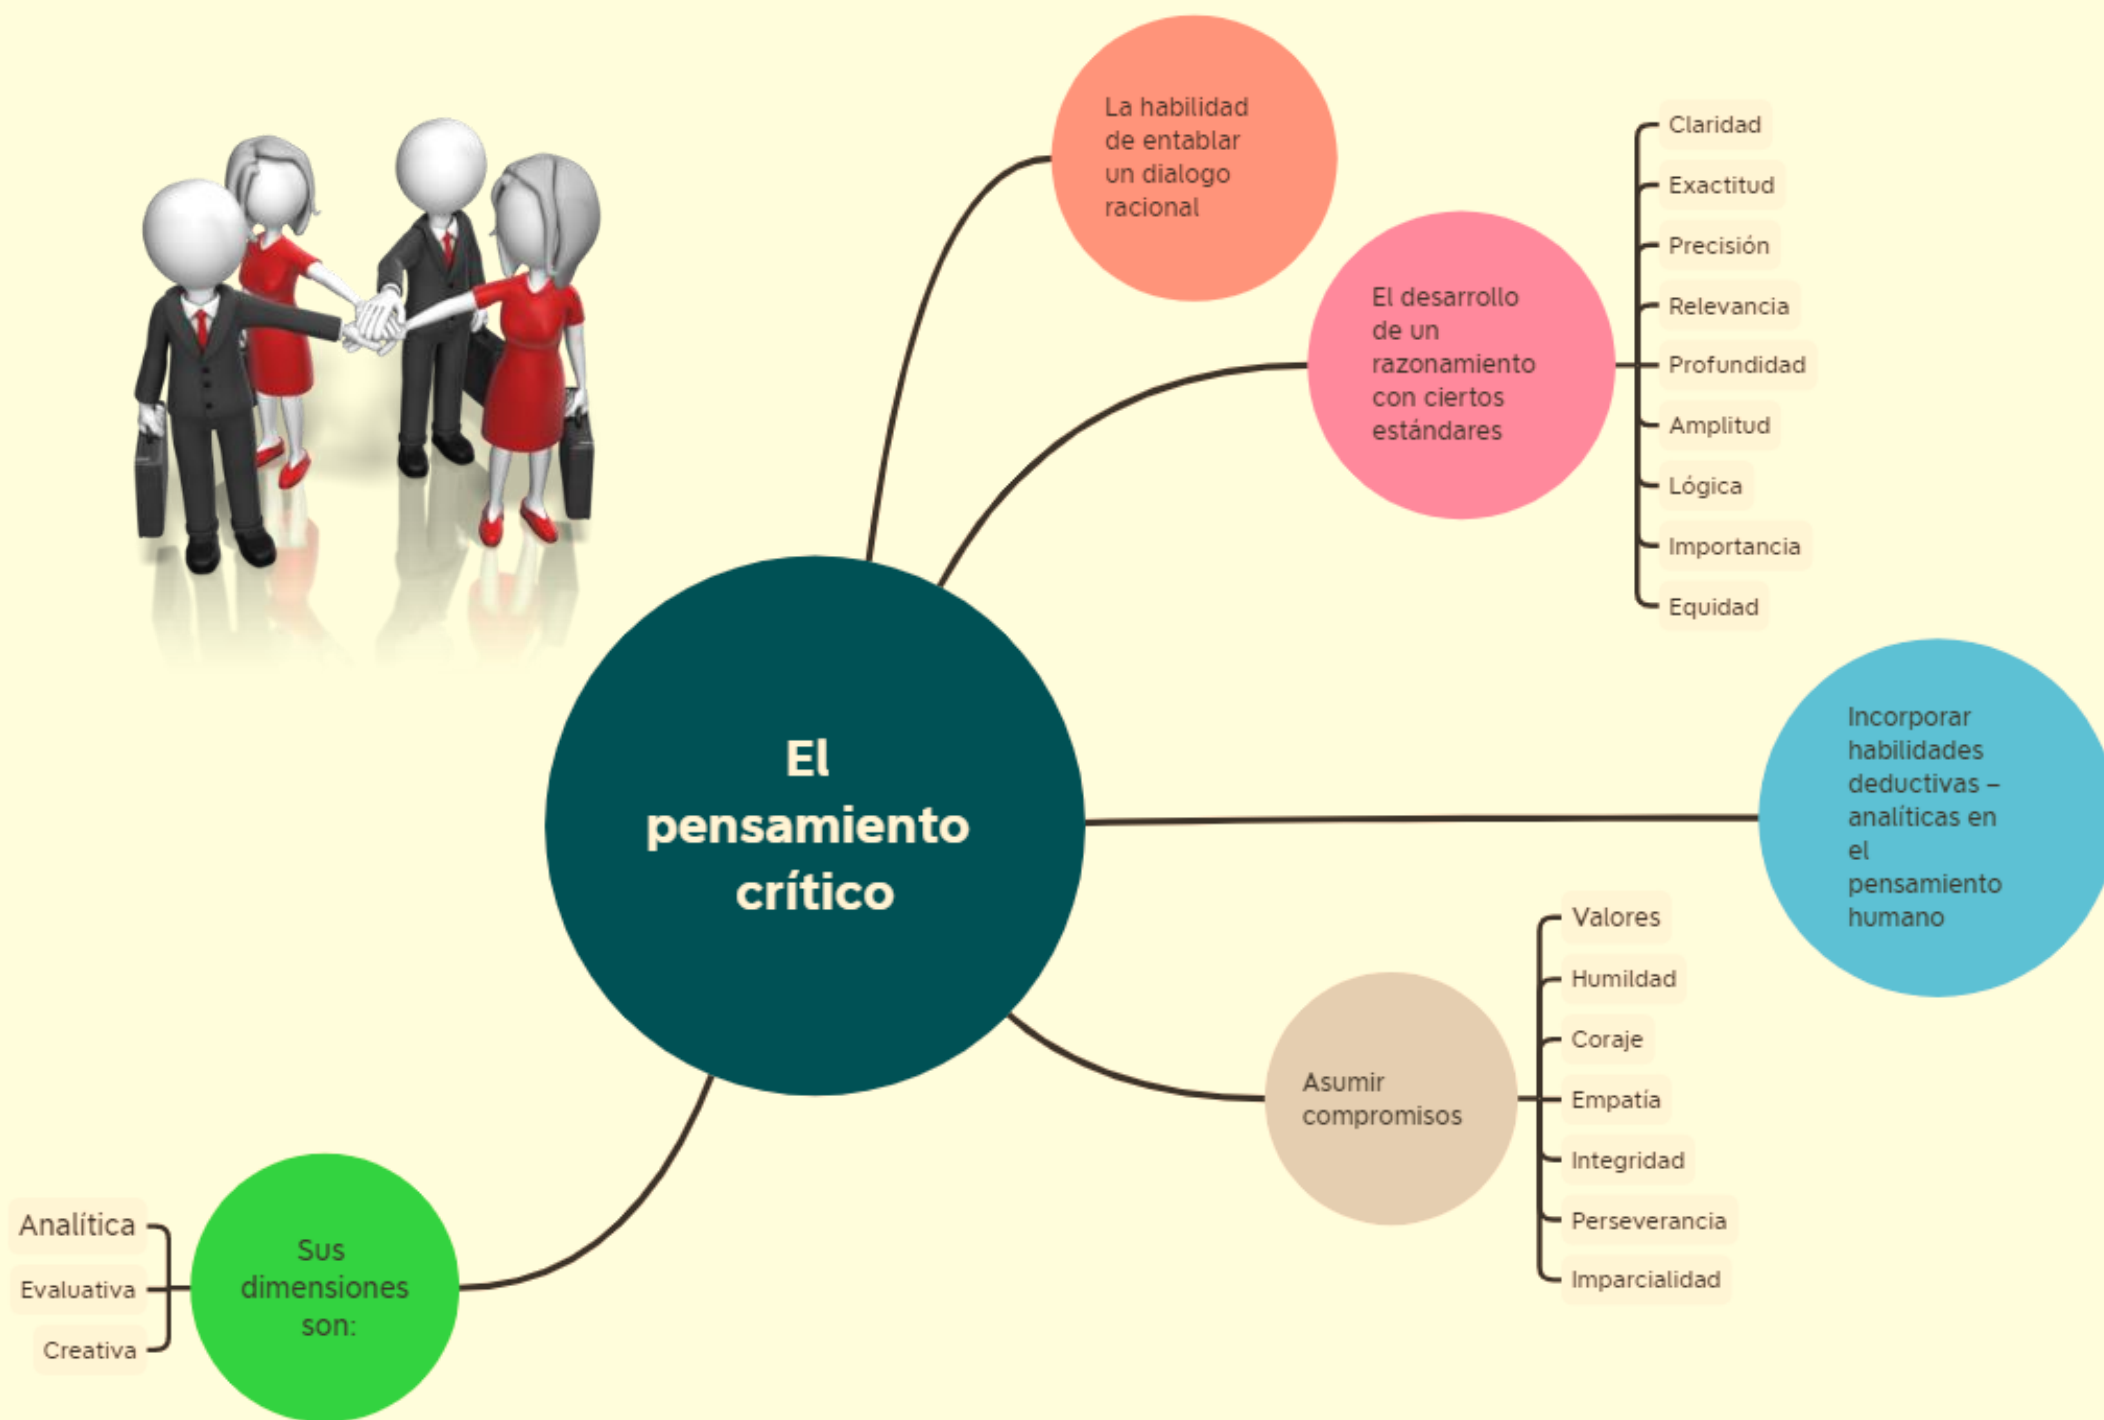 La habilidad
de entablar
un dialogo
racional
El desarrollo
de un
razonamiento
con ciertos
estándares
Claridad
Exactitud
Precisión
Relevancia
Profundidad
Amplitud
Lógica
Importancia
Equidad
El
pensamiento
crítico
Incorporar
habilidades
deductivas –
analíticas en
el
pensamiento
humano
Asumir
compromisos
Valores
Humildad
Coraje
Empatía
Integridad
Perseverancia
Imparcialidad
Sus
dimensiones
son:
Analítica
Evaluativa
Creativa